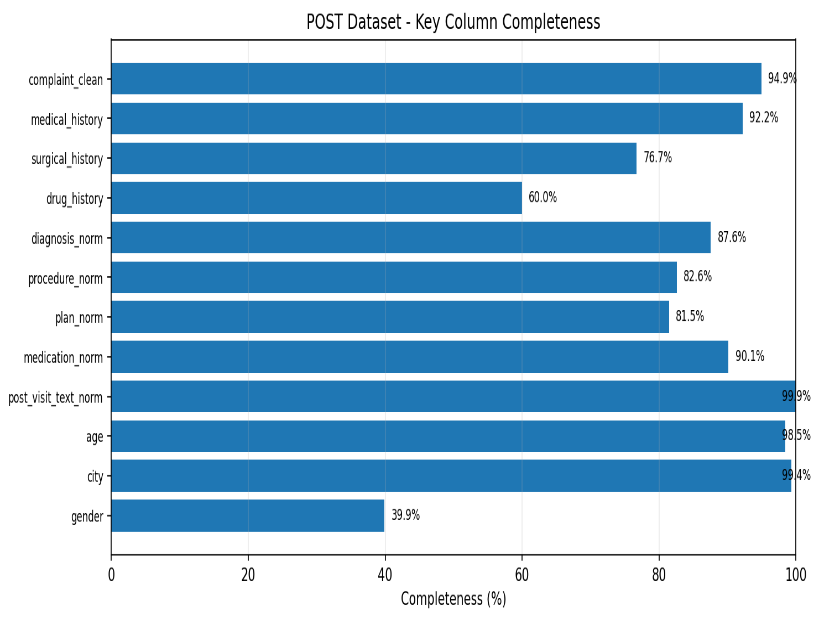 POST Dataset - Key Column Completeness
complaint_clean 94.9%
medical_history 92.2%
surgical_history 76.7%
drug_history 60.0%
diagnosis_norm 87.6%
procedure_norm 82.6%
plan_norm 81.5%
medication_norm 90.1%
post_visit_text_norm 99.9%
age 98.5%
city 99.4%
gender 39.9%
0 20 40 60 80 100
Completeness (%)